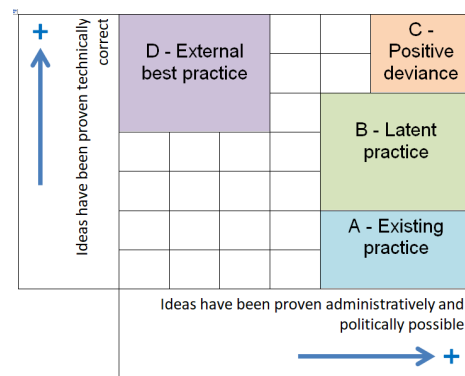 +
Ideas have been proven technically
correct
D - External
best practice
C -
Positive
deviance
B - Latent
practice
A - Existing
practice
Ideas have been proven administratively and
politically possible
+